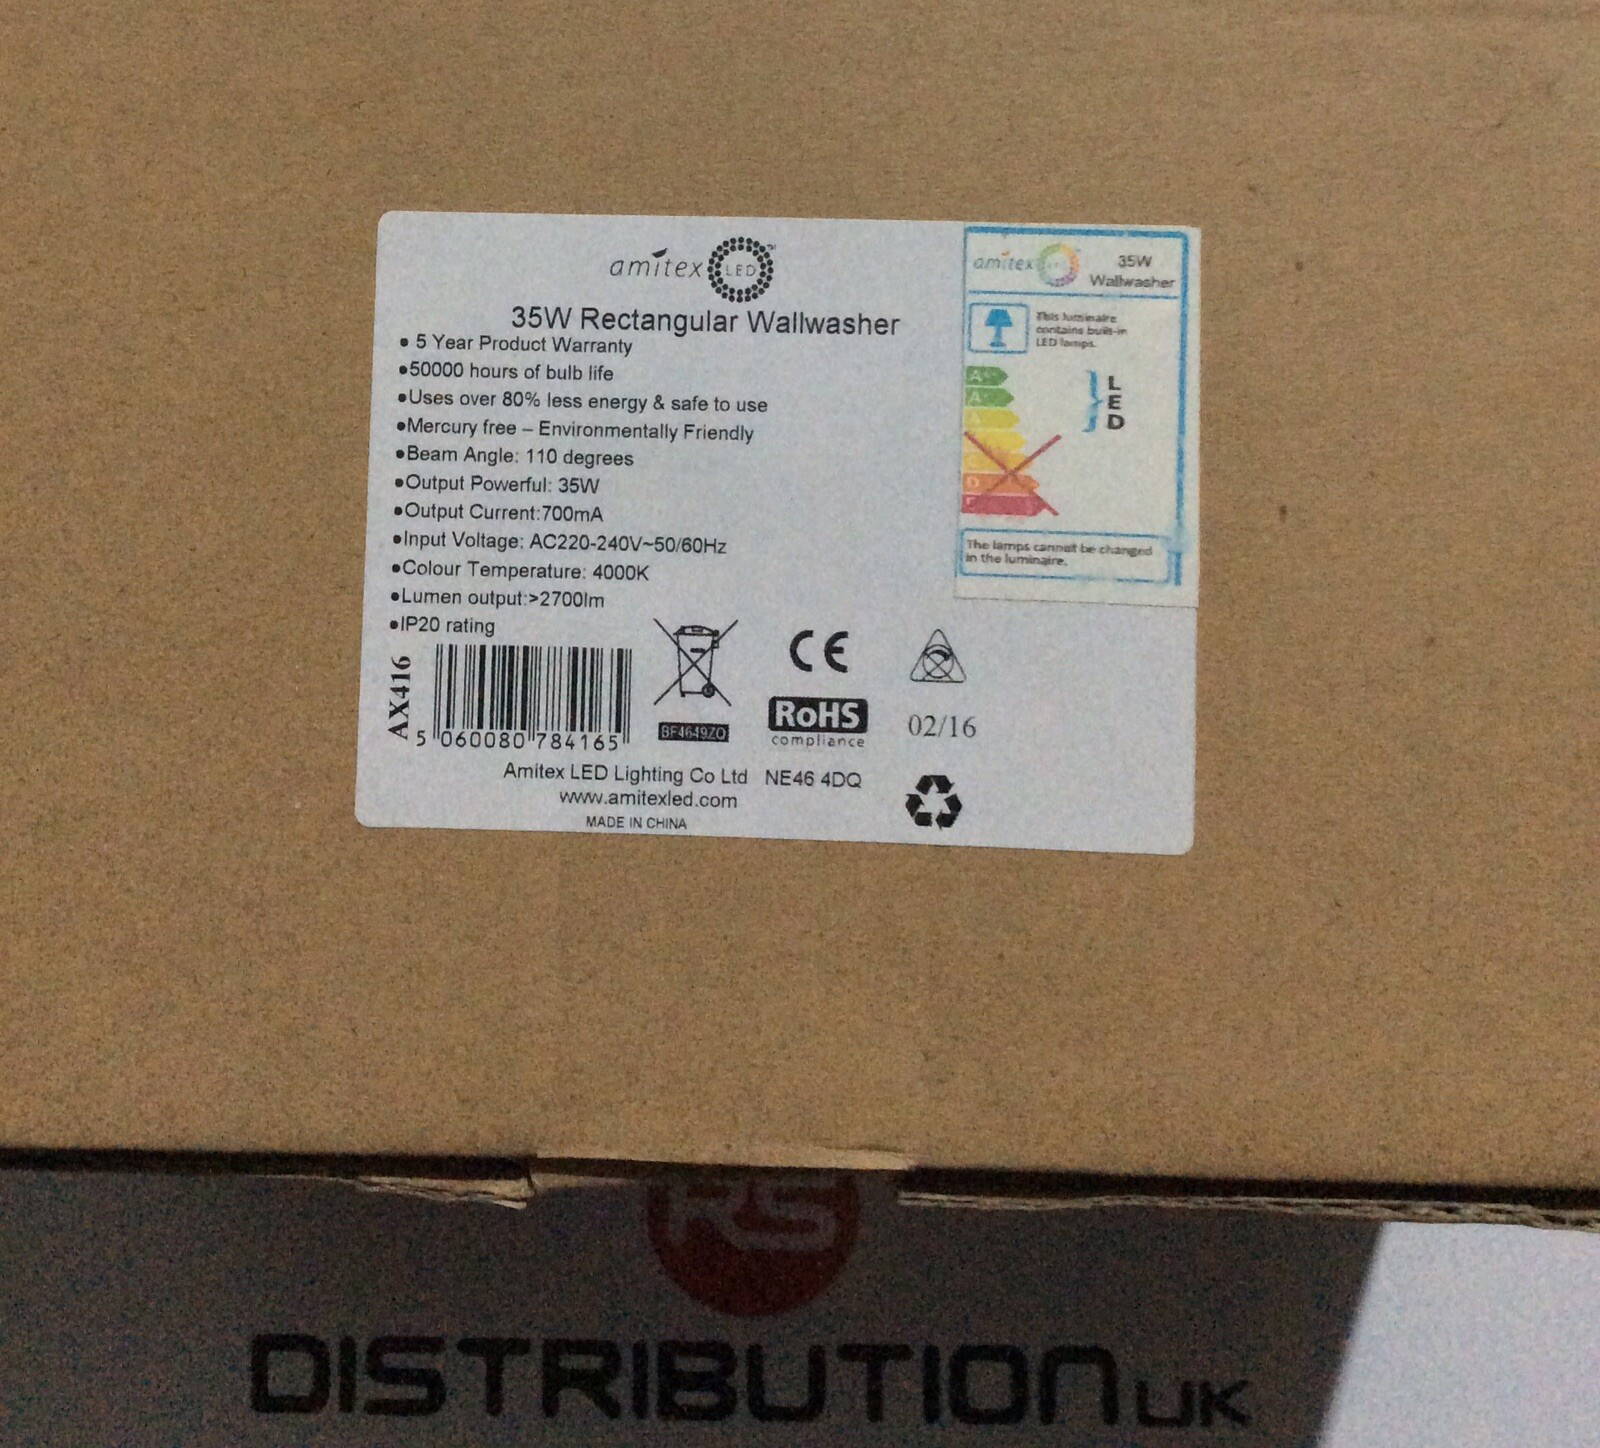 amitex LED
35W Rectangular Wallwasher
• 5 Year Product Warranty
•50000 hours of bulb life
•Uses over 80% less energy & safe to use
•Mercury free – Environmentally Friendly
•Beam Angle: 110 degrees
•Output Powerful: 35W
•Output Current:700mA
•Input Voltage: AC220-240V~50/60Hz
•Colour Temperature: 4000K
•Lumen output:>2700lm
•IP20 rating
AX416
5 060080 784165
BF4649ZQ
CE
RoHS
compliance
02/16
Amitex LED Lighting Co Ltd NE46 4DQ
www.amitexled.com
MADE IN CHINA
amitex
35W
Wallwasher
This luminaire
contains built-in
LED lamps.
A++
A+
A
D
LED
The lamps cannot be changed
in the luminaire.
RS
DISTRIBUTION UK